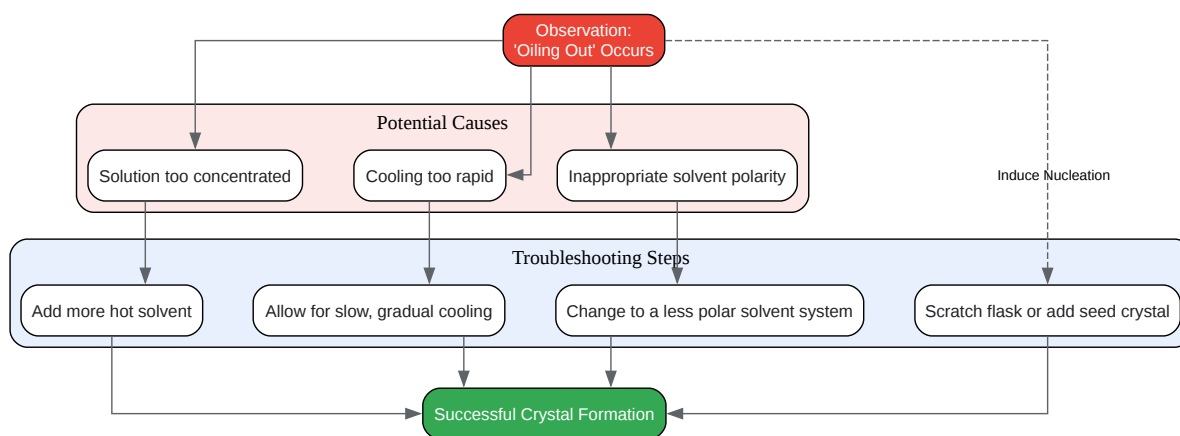 Observation:
'Oiling Out' Occurs
Potential Causes
Solution too concentrated
Cooling too rapid
Inappropriate solvent polarity
Induce Nucleation
Troubleshooting Steps
Add more hot solvent
Allow for slow, gradual cooling
Change to a less polar solvent system
Scratch flask or add seed crystal
Successful Crystal Formation